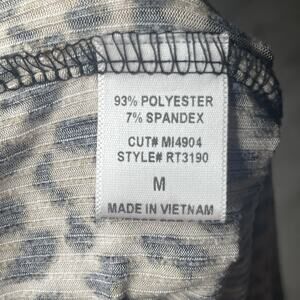 93% POLYESTER
7% SPANDEX
CUT# MI4904
STYLE# RT3190
M
MADE IN VIETNAM